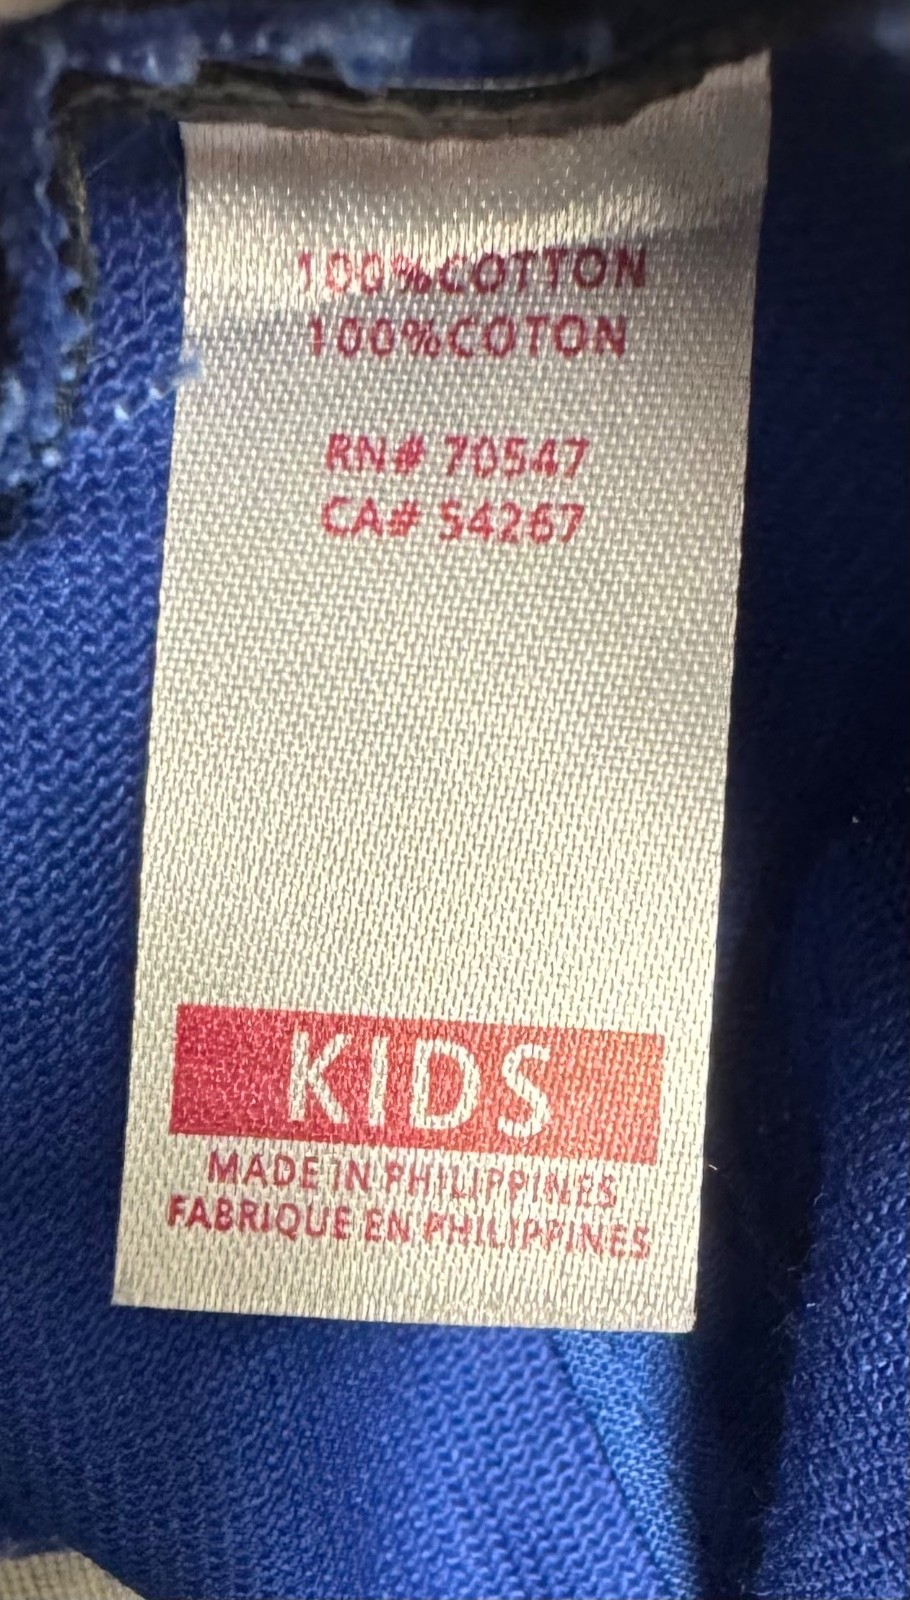 100%COTTON
100%COTON
RN# 70547
CA# 54267
KIDS
MADE IN PHILIPPINES
FABRIQUE EN PHILIPPINES